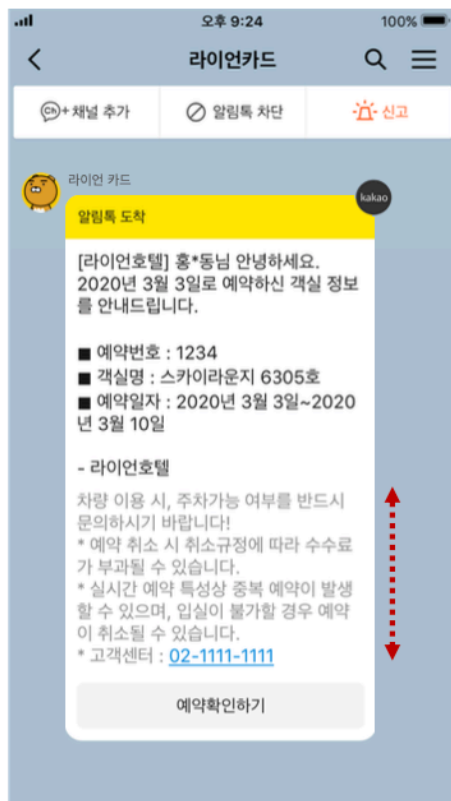 오후 9:24
100%
라이언카드
Ch+ 채널 추가
알림톡 차단
신고
라이언 카드
kakao
알림톡 도착
[라이언호텔] 홍*동님 안녕하세요.
2020년 3월 3일로 예약하신 객실 정보
를 안내드립니다.
■ 예약번호 : 1234
■ 객실명 : 스카이라운지 6305호
■ 예약일자 : 2020년 3월 3일~2020
년 3월 10일
- 라이언호텔
차량 이용 시, 주차가능 여부를 반드시
문의하시기 바랍니다!
* 예약 취소 시 취소규정에 따라 수수료
가 부과될 수 있습니다.
* 실시간 예약 특성상 중복 예약이 발생
할 수 있으며, 입실이 불가할 경우 예약
이 취소될 수 있습니다.
* 고객센터 : 02-1111-1111
예약확인하기